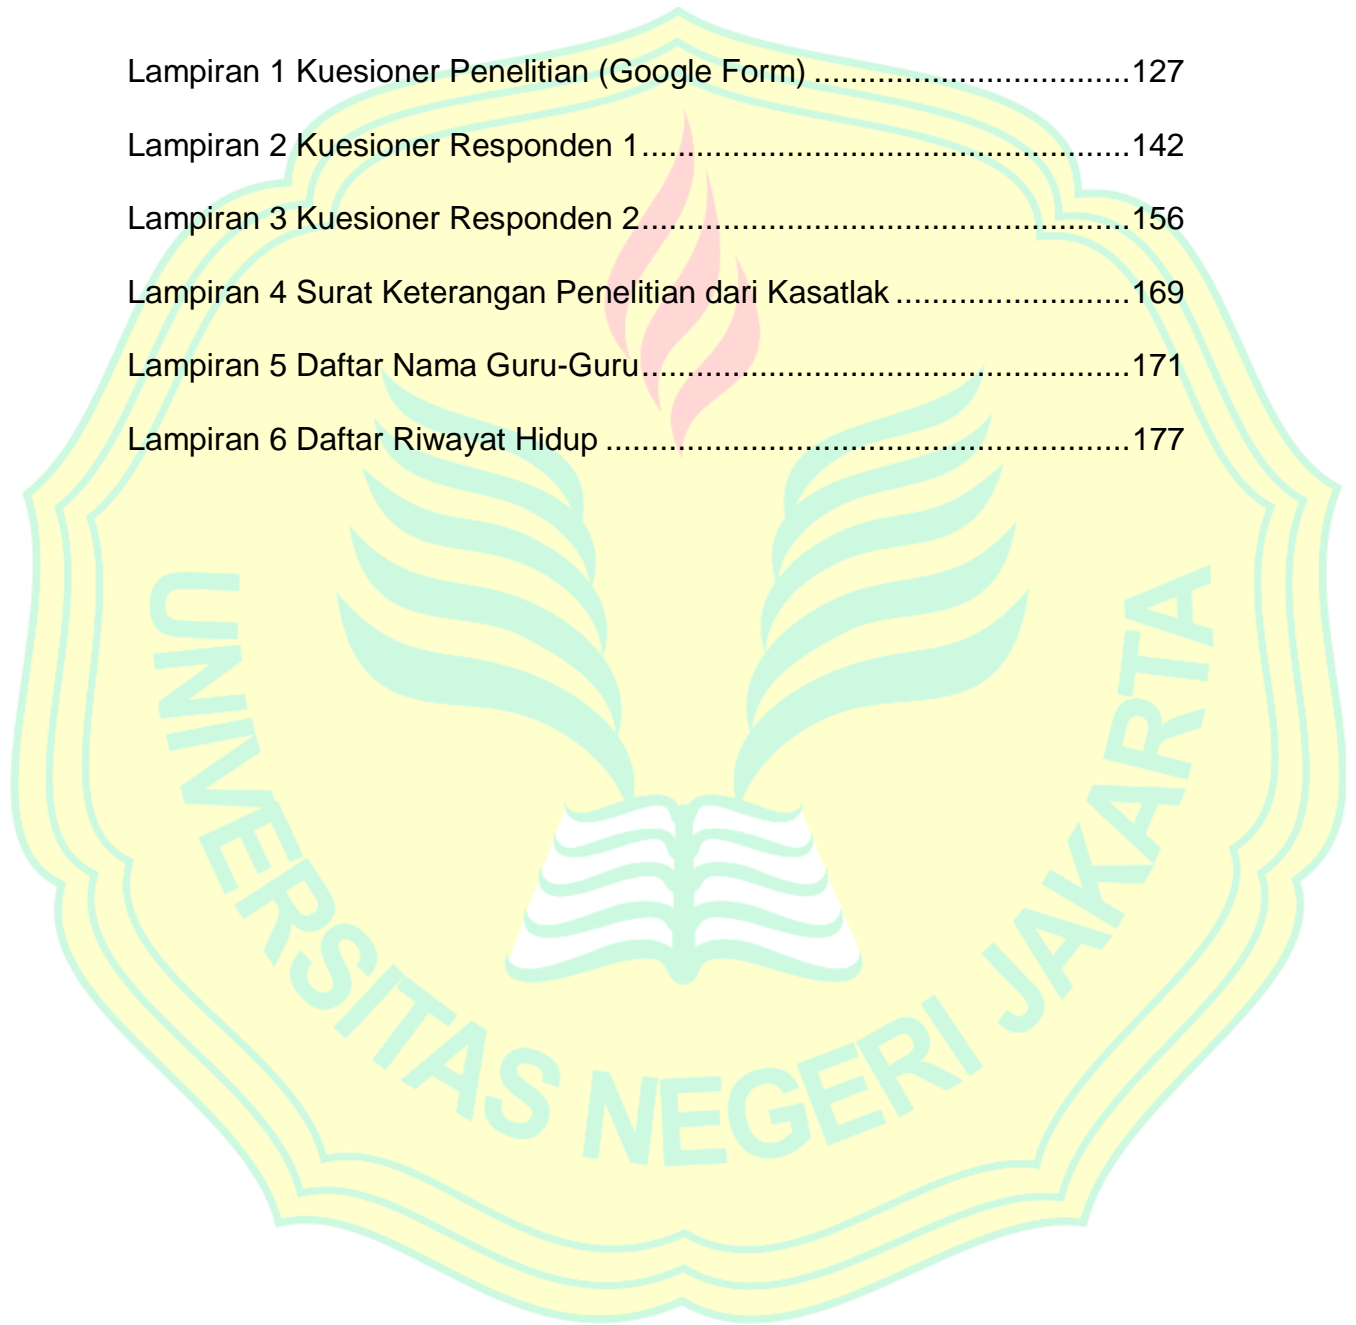 Lampiran 1 Kuesioner Penelitian (Google Form) ...................................127
Lampiran 2 Kuesioner Responden 1.......................................................142
Lampiran 3 Kuesioner Responden 2.......................................................156
Lampiran 4 Surat Keterangan Penelitian dari Kasatlak ..........................169
Lampiran 5 Daftar Nama Guru-Guru.......................................................171
Lampiran 6 Daftar Riwayat Hidup ...........................................................177
UNIVERSITAS NEGERI JAKARTA